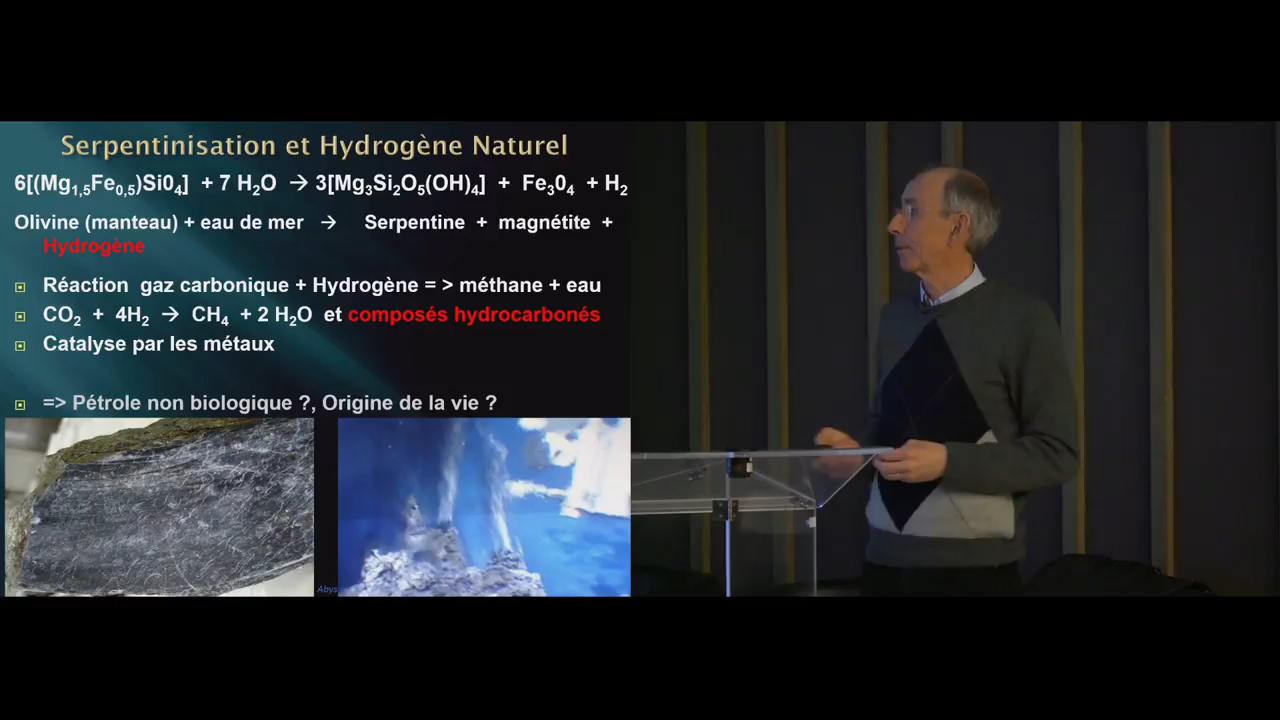 Serpentinisation et Hydrogène Naturel
6[(Mg1,5Fe0,5)Si04] + 7 H2O → 3[Mg3Si2O5(OH)4] + Fe304 + H2
Olivine (manteau) + eau de mer → Serpentine + magnétite +
Hydrogène
Réaction gaz carbonique + Hydrogène = > méthane + eau
CO2 + 4H2 → CH4 + 2 H2O et composés hydrocarbonés
Catalyse par les métaux
=> Pétrole non biologique ?, Origine de la vie ?
Abys